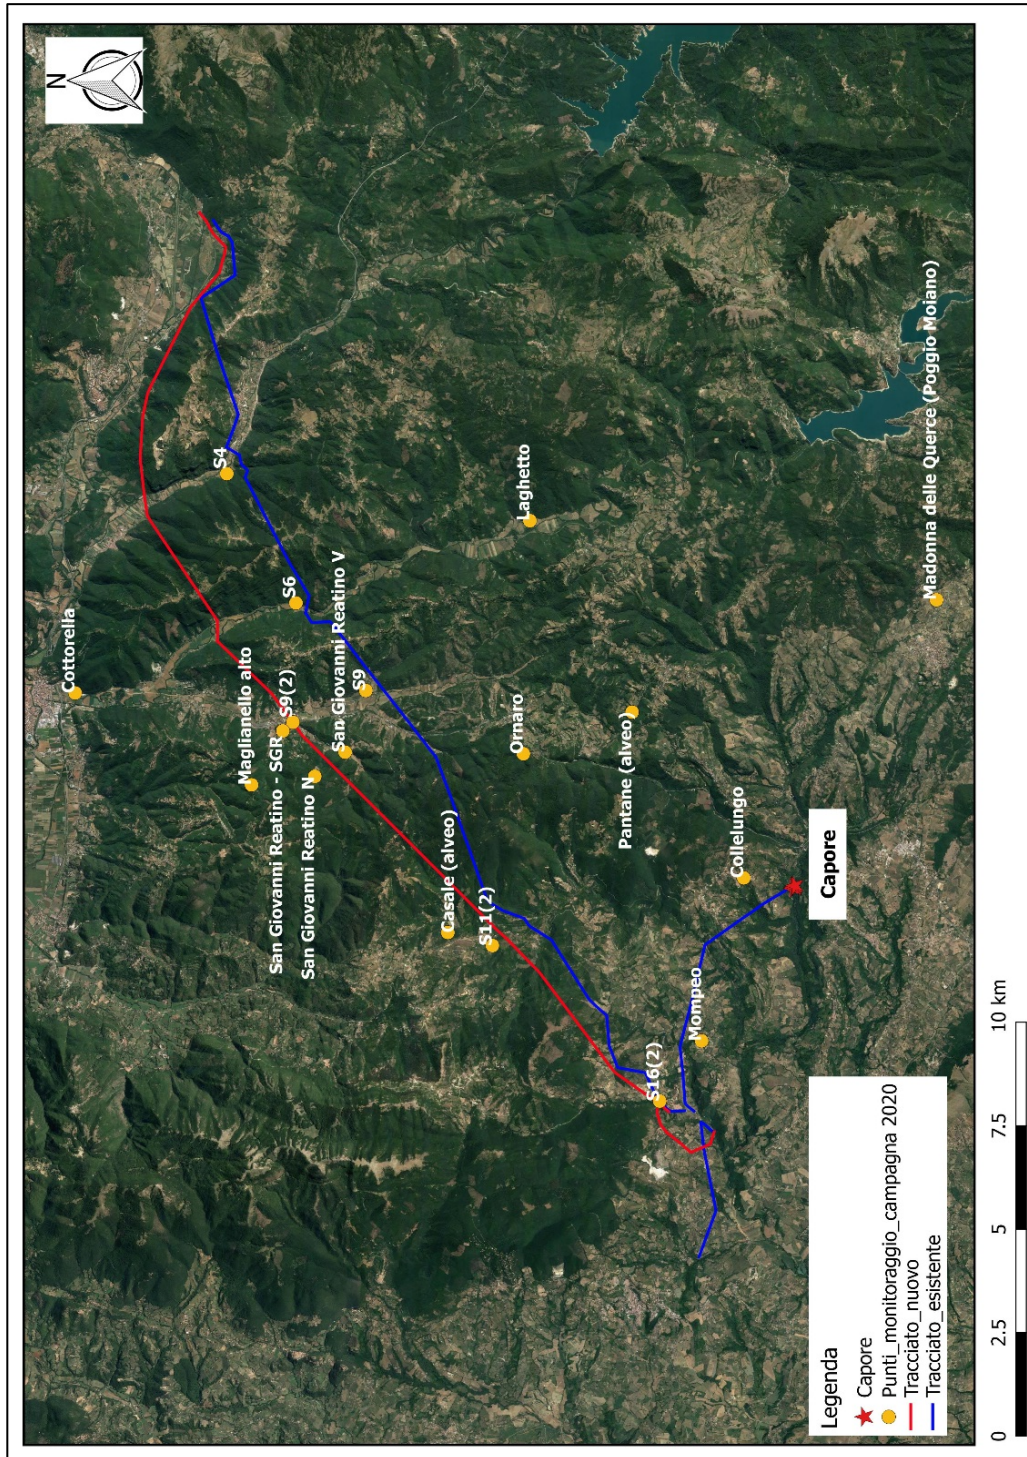 N
Cottorella
S4
S6
Maglianello alto
S9(2)
San Giovanni Reatino - SGR
San Giovanni Reatino N
San Giovanni Reatino V
S9
Laghetto
Casale (alveo)
S11(2)
Ornaro
Pantane (alveo)
Madonna delle Querce (Poggio Moiano)
Collelungo
Capore
Mompeo
S16(2)
Legenda
Capore
Punti_monitoraggio_campagna 2020
Tracciato_nuovo
Tracciato_esistente
0 2.5 5 7.5 10 km